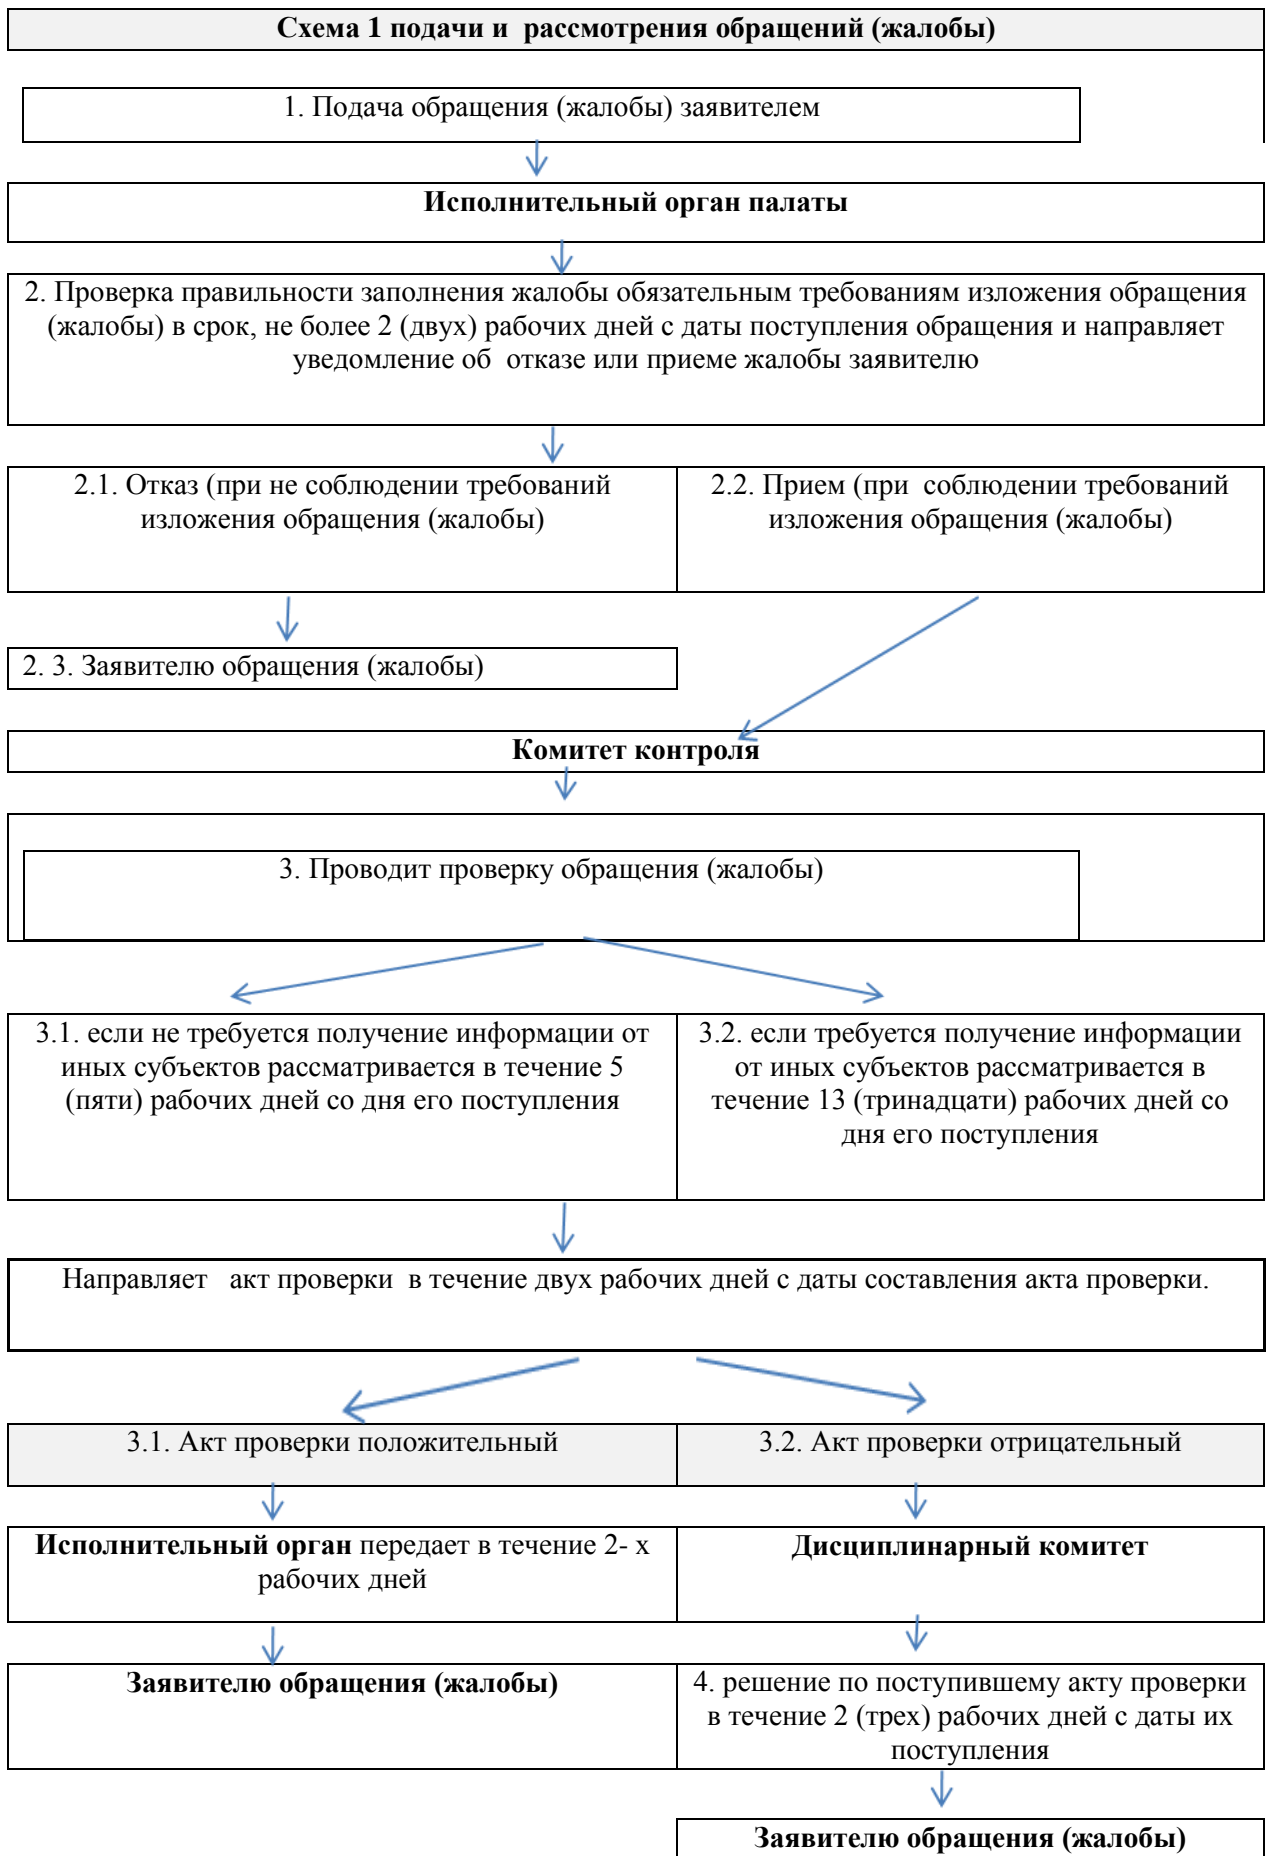 Схема 1 подачи и  рассмотрения обращений (жалобы)
1. Подача обращения (жалобы) заявителем
Исполнительный орган палаты
2. Проверка правильности заполнения жалобы обязательным требованиям изложения обращения
(жалобы) в срок, не более 2 (двух) рабочих дней с даты поступления обращения и направляет
уведомление об  отказе или приеме жалобы заявителю
2.1. Отказ (при не соблюдении требований
изложения обращения (жалобы)
2.2. Прием (при  соблюдении требований
изложения обращения (жалобы)
2. 3. Заявителю обращения (жалобы)
Комитет контроля
3. Проводит проверку обращения (жалобы)
3.1. если не требуется получение информации от
иных субъектов рассматривается в течение 5
(пяти) рабочих дней со дня его поступления
3.2. если требуется получение информации
от иных субъектов рассматривается в
течение 13 (тринадцати) рабочих дней со
дня его поступления
Направляет   акт проверки  в течение двух рабочих дней с даты составления акта проверки.
3.1. Акт проверки положительный
3.2. Акт проверки отрицательный
Исполнительный орган передает в течение 2- х
рабочих дней
Дисциплинарный комитет
Заявителю обращения (жалобы)
4. решение по поступившему акту проверки
в течение 2 (трех) рабочих дней с даты их
поступления
Заявителю обращения (жалобы)